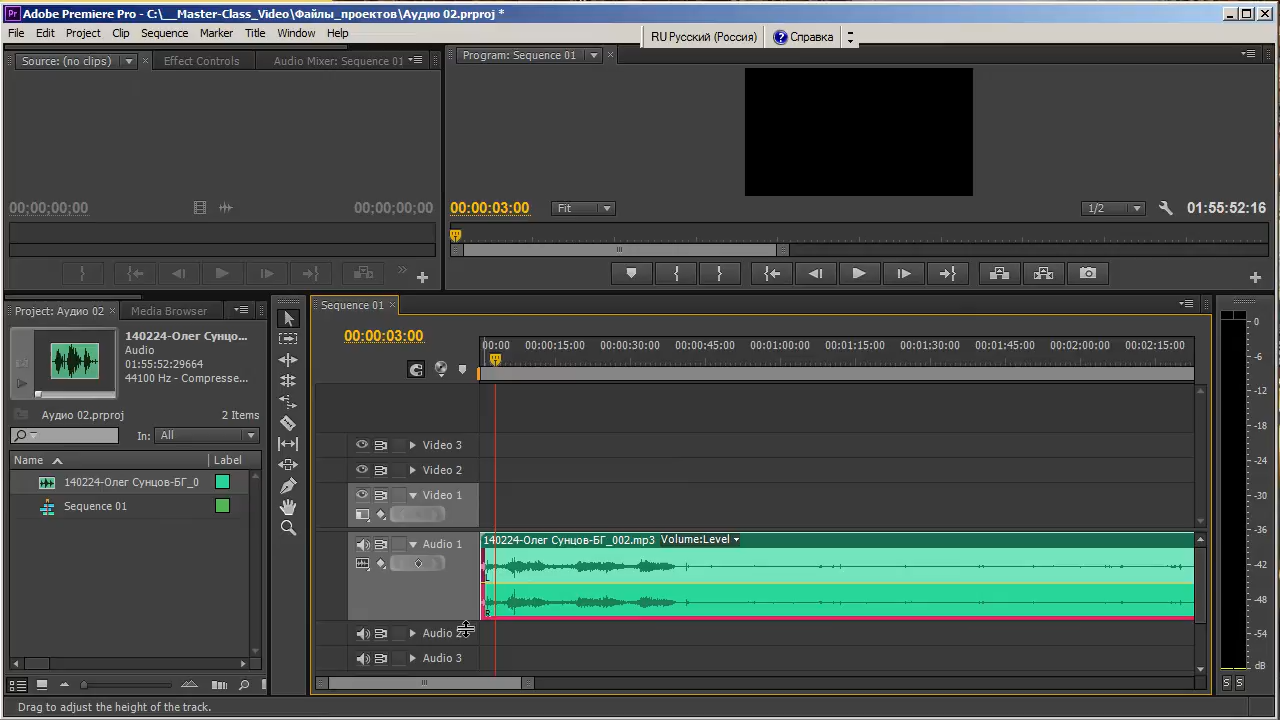 Adobe Premiere Pro - C:\__Master-Class_Video\Файлы_проектов\Аудио 02.prproj *
File Edit Project Clip Sequence Marker Title Window Help
RU Русский (Россия) Справка
Source: (no clips) Effect Controls Audio Mixer: Sequence 01
Program: Sequence 01
00;00;00;00 00;00;00;00
00:00:03:00 Fit 1/2 01:55:52:16
Project: Аудио 02 Media Browser
140224-Олег Сунцо...
Audio
01:55:52:29664
44100 Hz - Compresse...
Аудио 02.prproj 2 Items
In: All
Name Label
140224-Олег Сунцов-БГ_0
Sequence 01
Sequence 01
00:00:03:00
00:00 00:00:15:00 00:00:30:00 00:00:45:00 00:01:00:00 00:01:15:00 00:01:30:00 00:01:45:00 00:02:00:00 00:02:15:00
Video 3
Video 2
Video 1
Audio 1
140224-Олег Сунцов-БГ_002.mp3 Volume:Level
L
R
Audio 2
Audio 3
0
-6
-12
-18
-24
-30
-36
-42
-48
-54
dB
S S
Drag to adjust the height of the track.